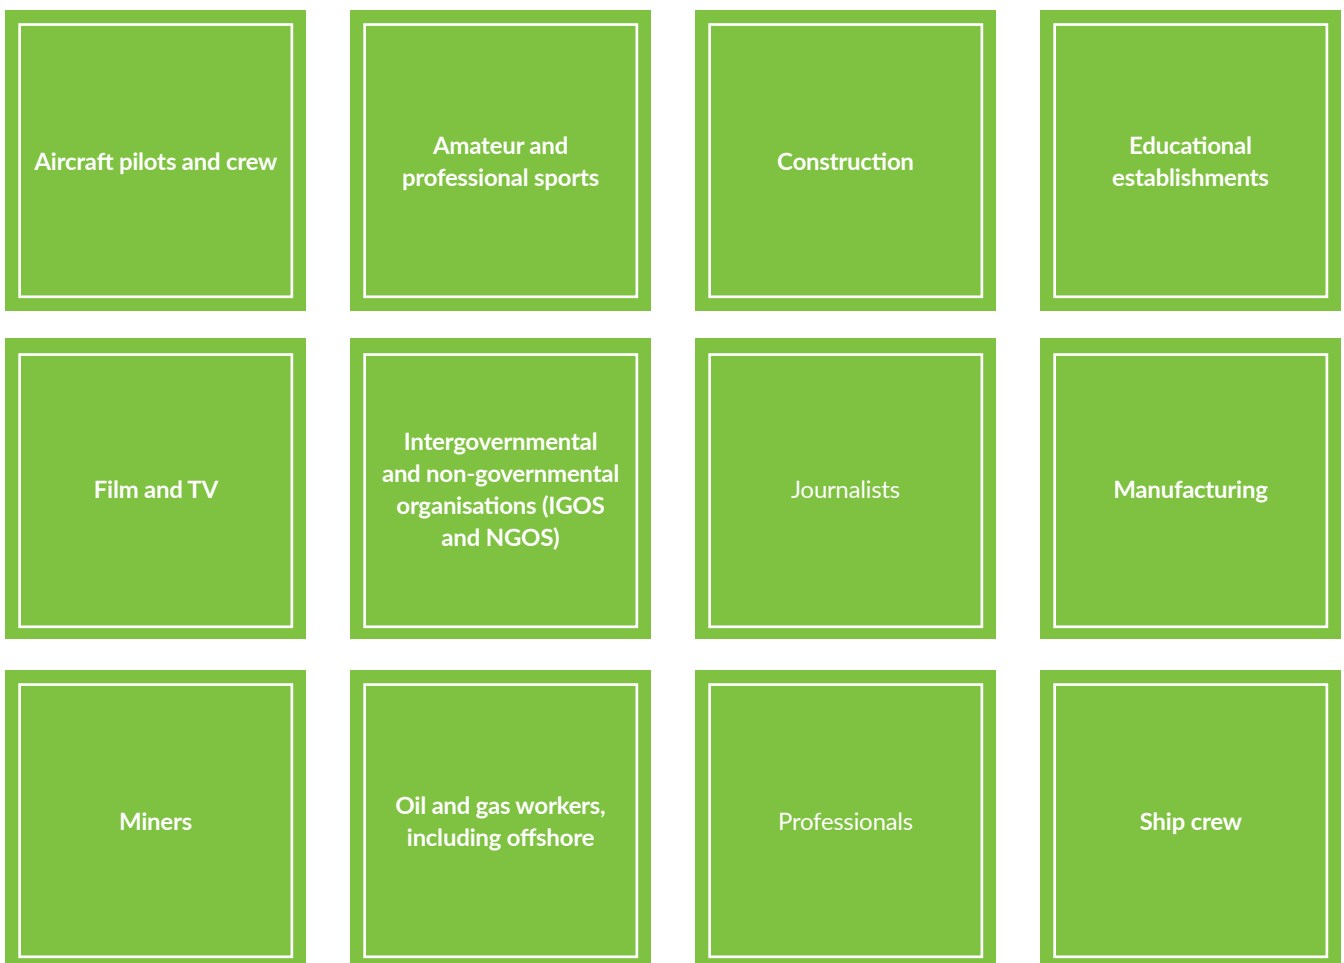 Aircraft pilots and crew
Amateur and
professional sports
Construction
Educational
establishments
Film and TV
Intergovernmental
and non-governmental
organisations (IGOS
and NGOS)
Journalists
Manufacturing
Miners
Oil and gas workers,
including offshore
Professionals
Ship crew